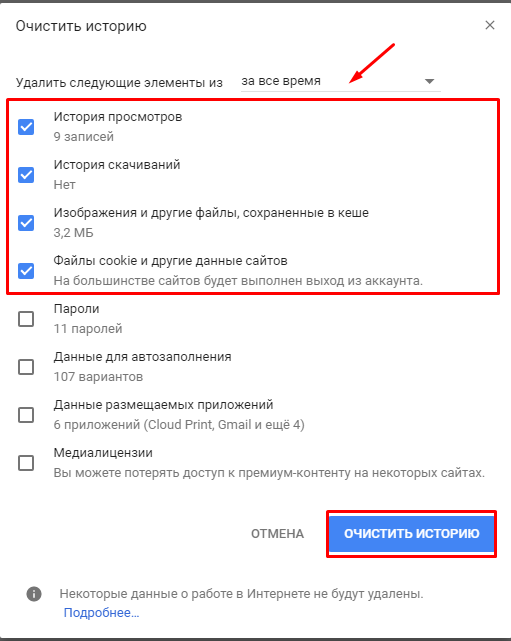 Очистить историю
Удалить следующие элементы из за все время
История просмотров
9 записей
История скачиваний
Нет
Изображения и другие файлы, сохраненные в кеше
3,2 МБ
Файлы cookie и другие данные сайтов
На большинстве сайтов будет выполнен выход из аккаунта.
Пароли
11 паролей
Данные для автозаполнения
107 вариантов
Данные размещаемых приложений
6 приложений (Cloud Print, Gmail и ещё 4)
Медиалицензии
Вы можете потерять доступ к премиум-контенту на некоторых сайтах.
ОТМЕНА ОЧИСТИТЬ ИСТОРИЮ
Некоторые данные о работе в Интернете не будут удалены.
Подробнее…